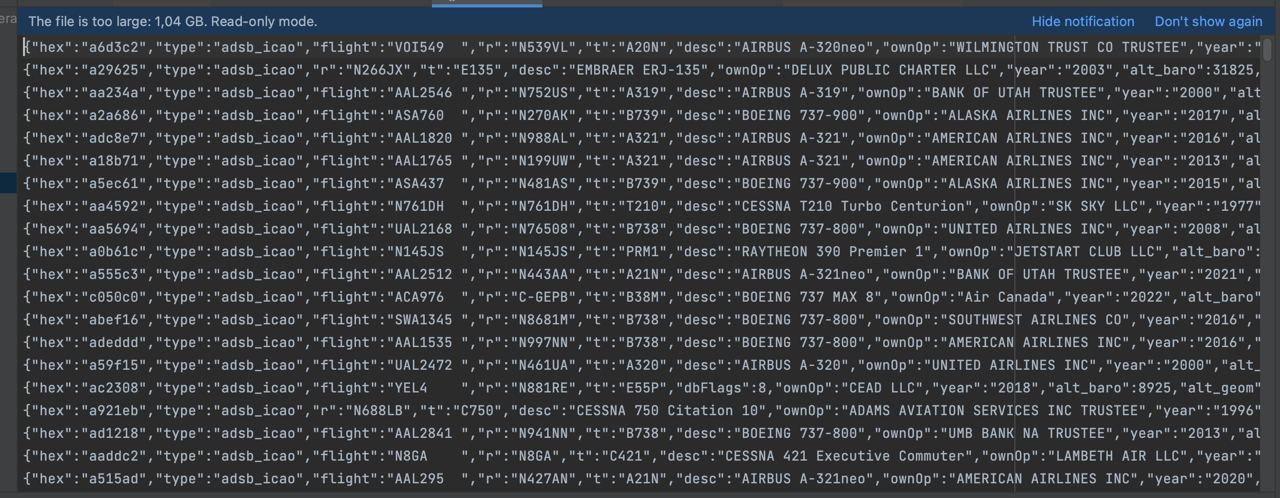 era
The file is too large: 1,04 GB. Read-only mode. Hide notification Don't show again
{"hex":"a6d3c2","type":"adsb_icao","flight":"VOI549  ","r":"N539VL","t":"A20N","desc":"AIRBUS A-320neo","ownOp":"WILMINGTON TRUST CO TRUSTEE","year":"
{"hex":"a29625","type":"adsb_icao","r":"N266JX","t":"E135","desc":"EMBRAER ERJ-135","ownOp":"DELUX PUBLIC CHARTER LLC","year":"2003","alt_baro":31825,
{"hex":"aa234a","type":"adsb_icao","flight":"AAL2546 ","r":"N752US","t":"A319","desc":"AIRBUS A-319","ownOp":"BANK OF UTAH TRUSTEE","year":"2000","alt
{"hex":"a2a686","type":"adsb_icao","flight":"ASA760  ","r":"N270AK","t":"B739","desc":"BOEING 737-900","ownOp":"ALASKA AIRLINES INC","year":"2017","al
{"hex":"adc8e7","type":"adsb_icao","flight":"AAL1820 ","r":"N988AL","t":"A321","desc":"AIRBUS A-321","ownOp":"AMERICAN AIRLINES INC","year":"2016","al
{"hex":"a18b71","type":"adsb_icao","flight":"AAL1765 ","r":"N199UW","t":"A321","desc":"AIRBUS A-321","ownOp":"AMERICAN AIRLINES INC","year":"2013","al
{"hex":"a5ec61","type":"adsb_icao","flight":"ASA437  ","r":"N481AS","t":"B739","desc":"BOEING 737-900","ownOp":"ALASKA AIRLINES INC","year":"2015","al
{"hex":"aa4592","type":"adsb_icao","flight":"N761DH  ","r":"N761DH","t":"T210","desc":"CESSNA T210 Turbo Centurion","ownOp":"SK SKY LLC","year":"1977"
{"hex":"aa5694","type":"adsb_icao","flight":"UAL2168 ","r":"N76508","t":"B738","desc":"BOEING 737-800","ownOp":"UNITED AIRLINES INC","year":"2008","al
{"hex":"a0b61c","type":"adsb_icao","flight":"N145JS  ","r":"N145JS","t":"PRM1","desc":"RAYTHEON 390 Premier 1","ownOp":"JETSTART CLUB LLC","alt_baro":
{"hex":"a555c3","type":"adsb_icao","flight":"AAL2512 ","r":"N443AA","t":"A21N","desc":"AIRBUS A-321neo","ownOp":"BANK OF UTAH TRUSTEE","year":"2021","
{"hex":"c050c0","type":"adsb_icao","flight":"ACA976  ","r":"C-GEPB","t":"B38M","desc":"BOEING 737 MAX 8","ownOp":"Air Canada","year":"2022","alt_baro"
{"hex":"abef16","type":"adsb_icao","flight":"SWA1345 ","r":"N8681M","t":"B738","desc":"BOEING 737-800","ownOp":"SOUTHWEST AIRLINES CO","year":"2016","
{"hex":"adeddd","type":"adsb_icao","flight":"AAL1535 ","r":"N997NN","t":"B738","desc":"BOEING 737-800","ownOp":"AMERICAN AIRLINES INC","year":"2016","
{"hex":"a59f15","type":"adsb_icao","flight":"UAL2472 ","r":"N461UA","t":"A320","desc":"AIRBUS A-320","ownOp":"UNITED AIRLINES INC","year":"2000","alt_
{"hex":"ac2308","type":"adsb_icao","flight":"YEL4    ","r":"N881RE","t":"E55P","dbFlags":8,"ownOp":"CEAD LLC","year":"2018","alt_baro":8925,"alt_geom"
{"hex":"a921eb","type":"adsb_icao","r":"N688LB","t":"C750","desc":"CESSNA 750 Citation 10","ownOp":"ADAMS AVIATION SERVICES INC TRUSTEE","year":"1996"
{"hex":"ad1218","type":"adsb_icao","flight":"AAL2841 ","r":"N941NN","t":"B738","desc":"BOEING 737-800","ownOp":"UMB BANK NA TRUSTEE","year":"2013","al
{"hex":"aaddc2","type":"adsb_icao","flight":"N8GA    ","r":"N8GA","t":"C421","desc":"CESSNA 421 Executive Commuter","ownOp":"LAMBETH AIR LLC","year":"
{"hex":"a515ad","type":"adsb_icao","flight":"AAL295  ","r":"N427AN","t":"A21N","desc":"AIRBUS A-321neo","ownOp":"AMERICAN AIRLINES INC","year":"2020",